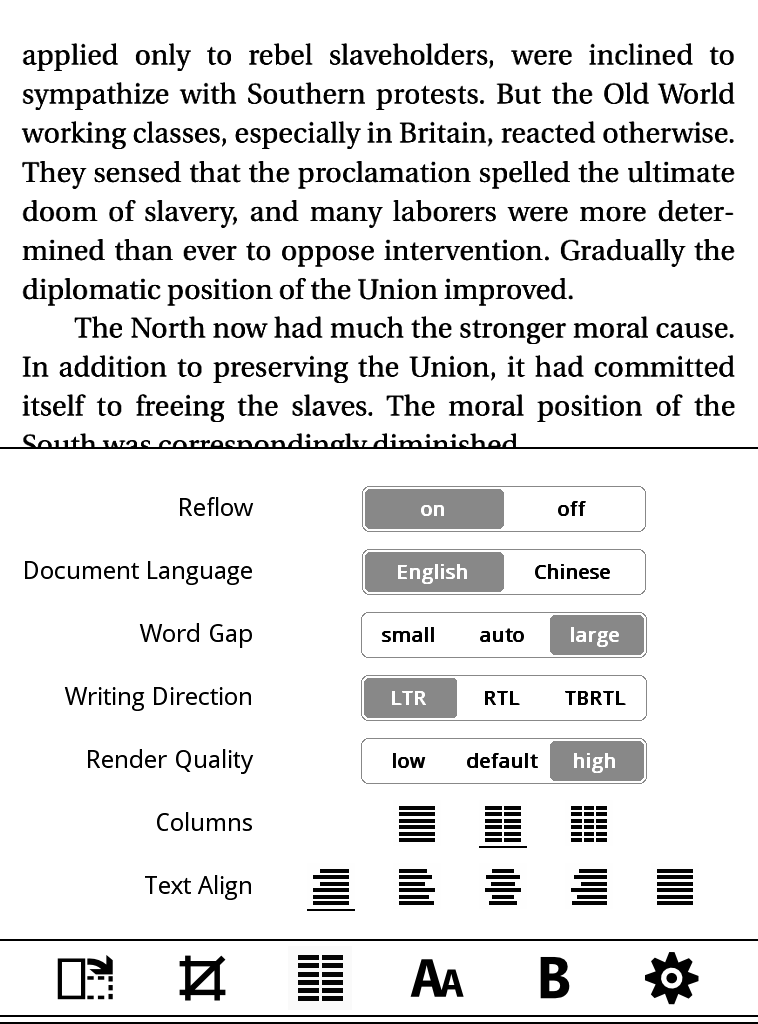 applied only to rebel slaveholders, were inclined to
sympathize with Southern protests. But the Old World
working classes, especially in Britain, reacted otherwise.
They sensed that the proclamation spelled the ultimate
doom of slavery, and many laborers were more deter-
mined than ever to oppose intervention. Gradually the
diplomatic position of the Union improved.
The North now had much the stronger moral cause.
In addition to preserving the Union, it had committed
itself to freeing the slaves. The moral position of the
South was correspondingly diminished.
Reflow on off
Document Language English Chinese
Word Gap small auto large
Writing Direction LTR RTL TBRTL
Render Quality low default high
Columns
Text Align
AA B